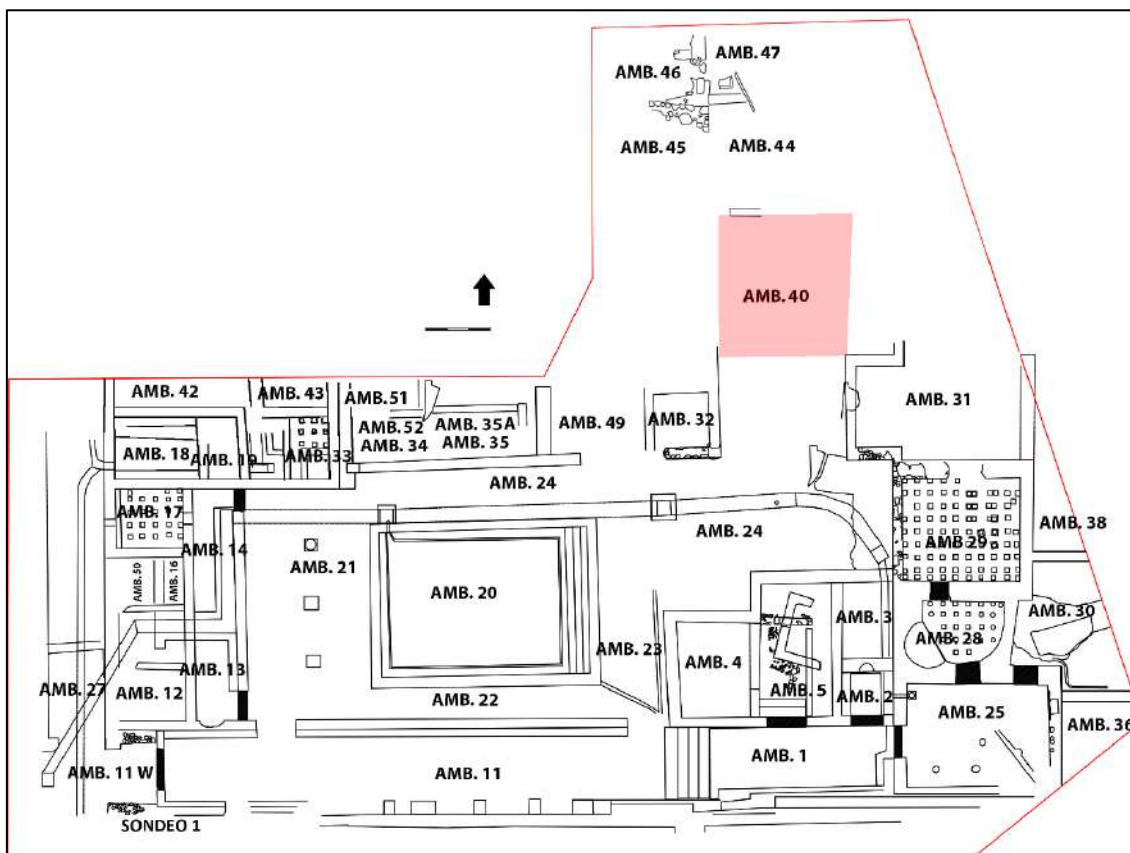 AMB. 47
AMB. 46
AMB. 45
AMB. 44
AMB. 40
AMB. 42
AMB. 43
AMB. 51
AMB. 52
AMB. 35A
AMB. 49
AMB. 32
AMB. 31
AMB. 34
AMB. 35
AMB. 18
AMB. 19
AMB. 33
AMB. 24
AMB. 17
AMB. 14
AMB. 24
AMB. 29
AMB. 38
AMB. 21
AMB. 50
AMB. 16
AMB. 20
AMB. 3
AMB. 30
AMB. 28
AMB. 23
AMB. 4
AMB. 13
AMB. 27
AMB. 12
AMB. 5
AMB. 2
AMB. 22
AMB. 25
AMB. 36
AMB. 1
AMB. 11 W
AMB. 11
SONDEO 1